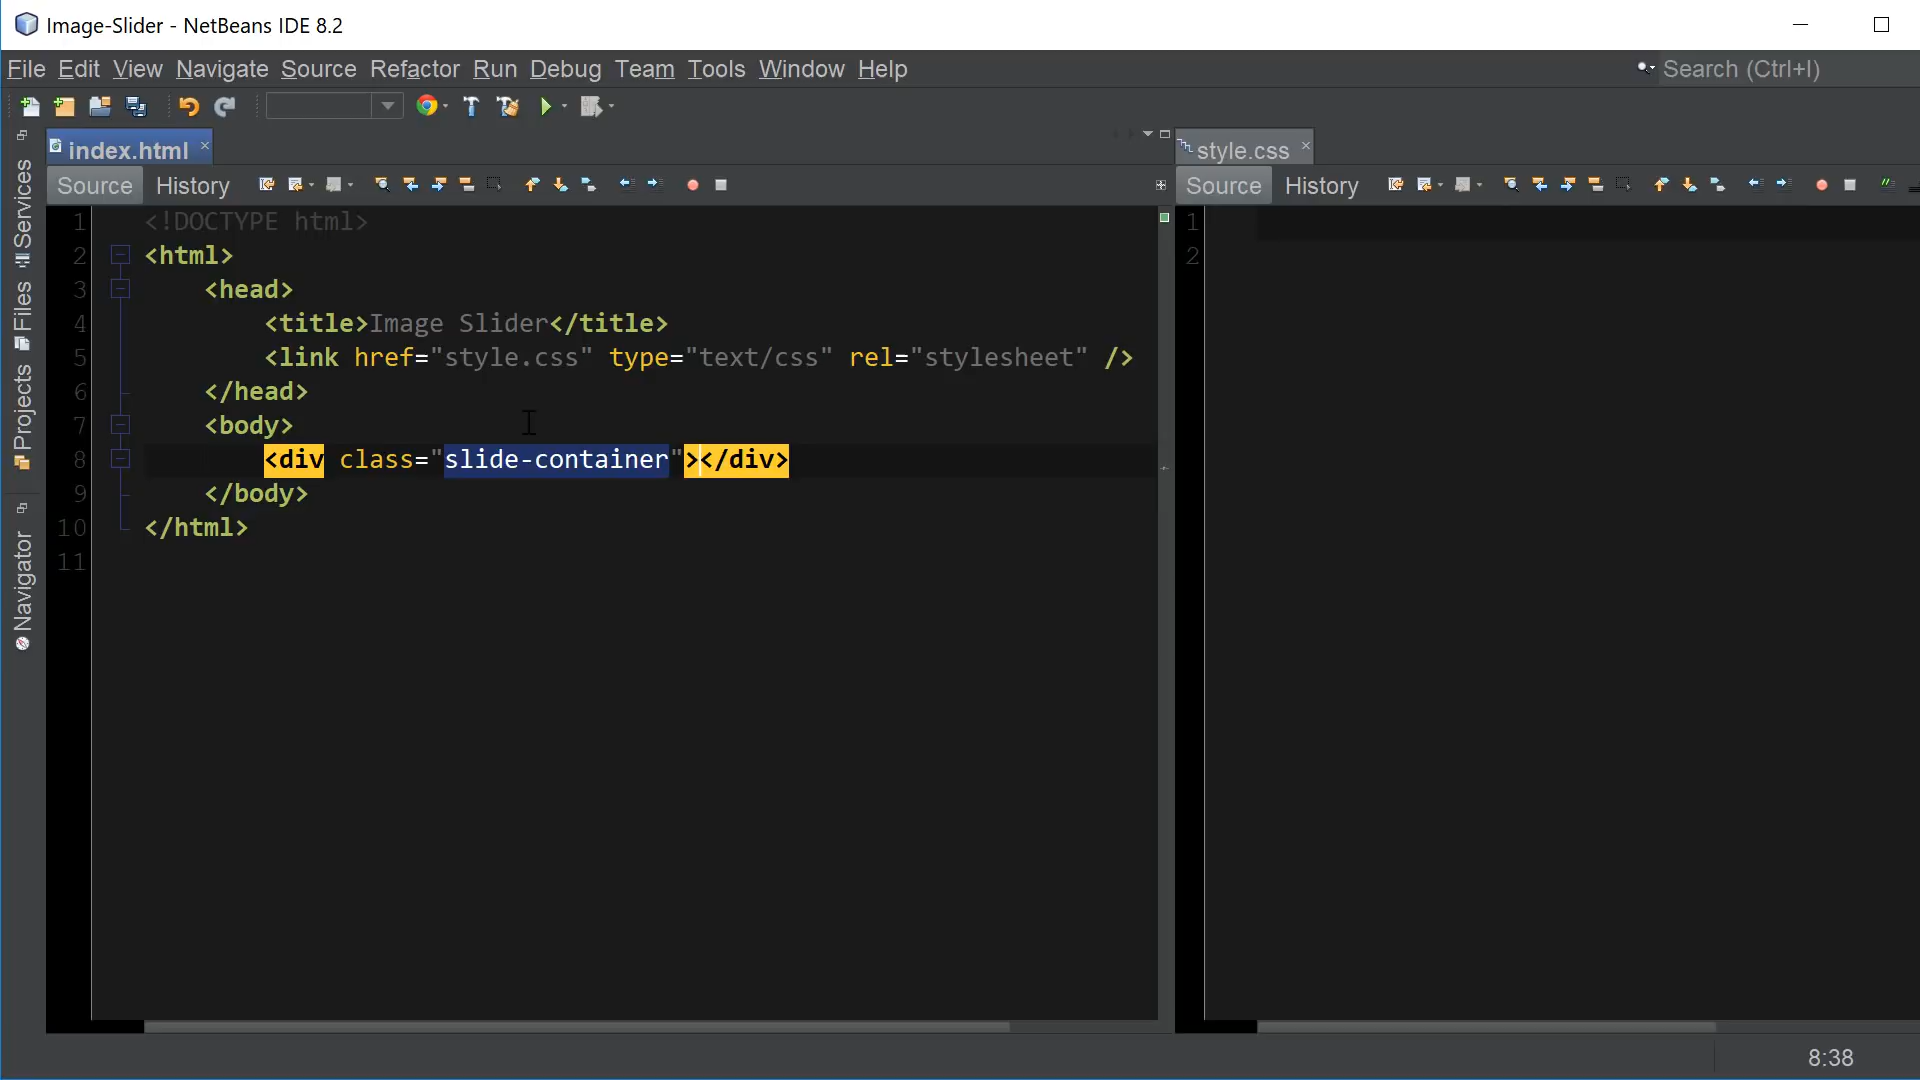 Image-Slider - NetBeans IDE 8.2
File Edit View Navigate Source Refactor Run Debug Team Tools Window Help
Search (Ctrl+I)
index.html
style.css
Source History
Source History
Services
Files
Projects
Navigator
1 <!DOCTYPE html>
2 <html>
3 <head>
4 <title>Image Slider</title>
5 <link href="style.css" type="text/css" rel="stylesheet" />
6 </head>
7 <body>
8 <div class="slide-container"></div>
9 </body>
10 </html>
11
1
2
8:38